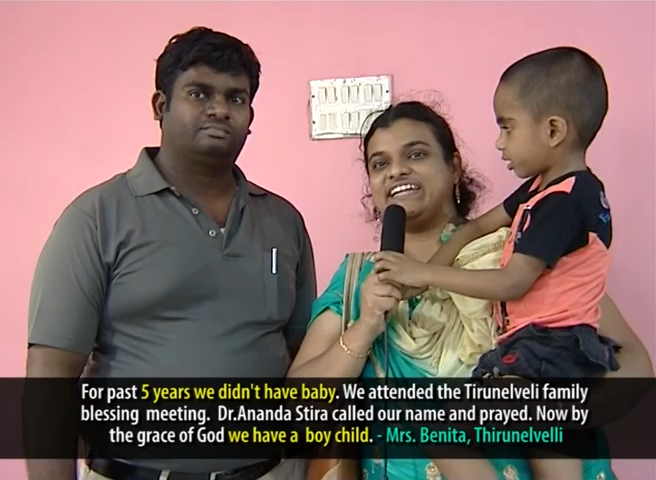 For past 5 years we didn't have baby. We attended the Tirunelveli family
blessing meeting. Dr.Ananda Stira called our name and prayed. Now by
the grace of God we have a boy child. - Mrs. Benita, Thirunelvelli